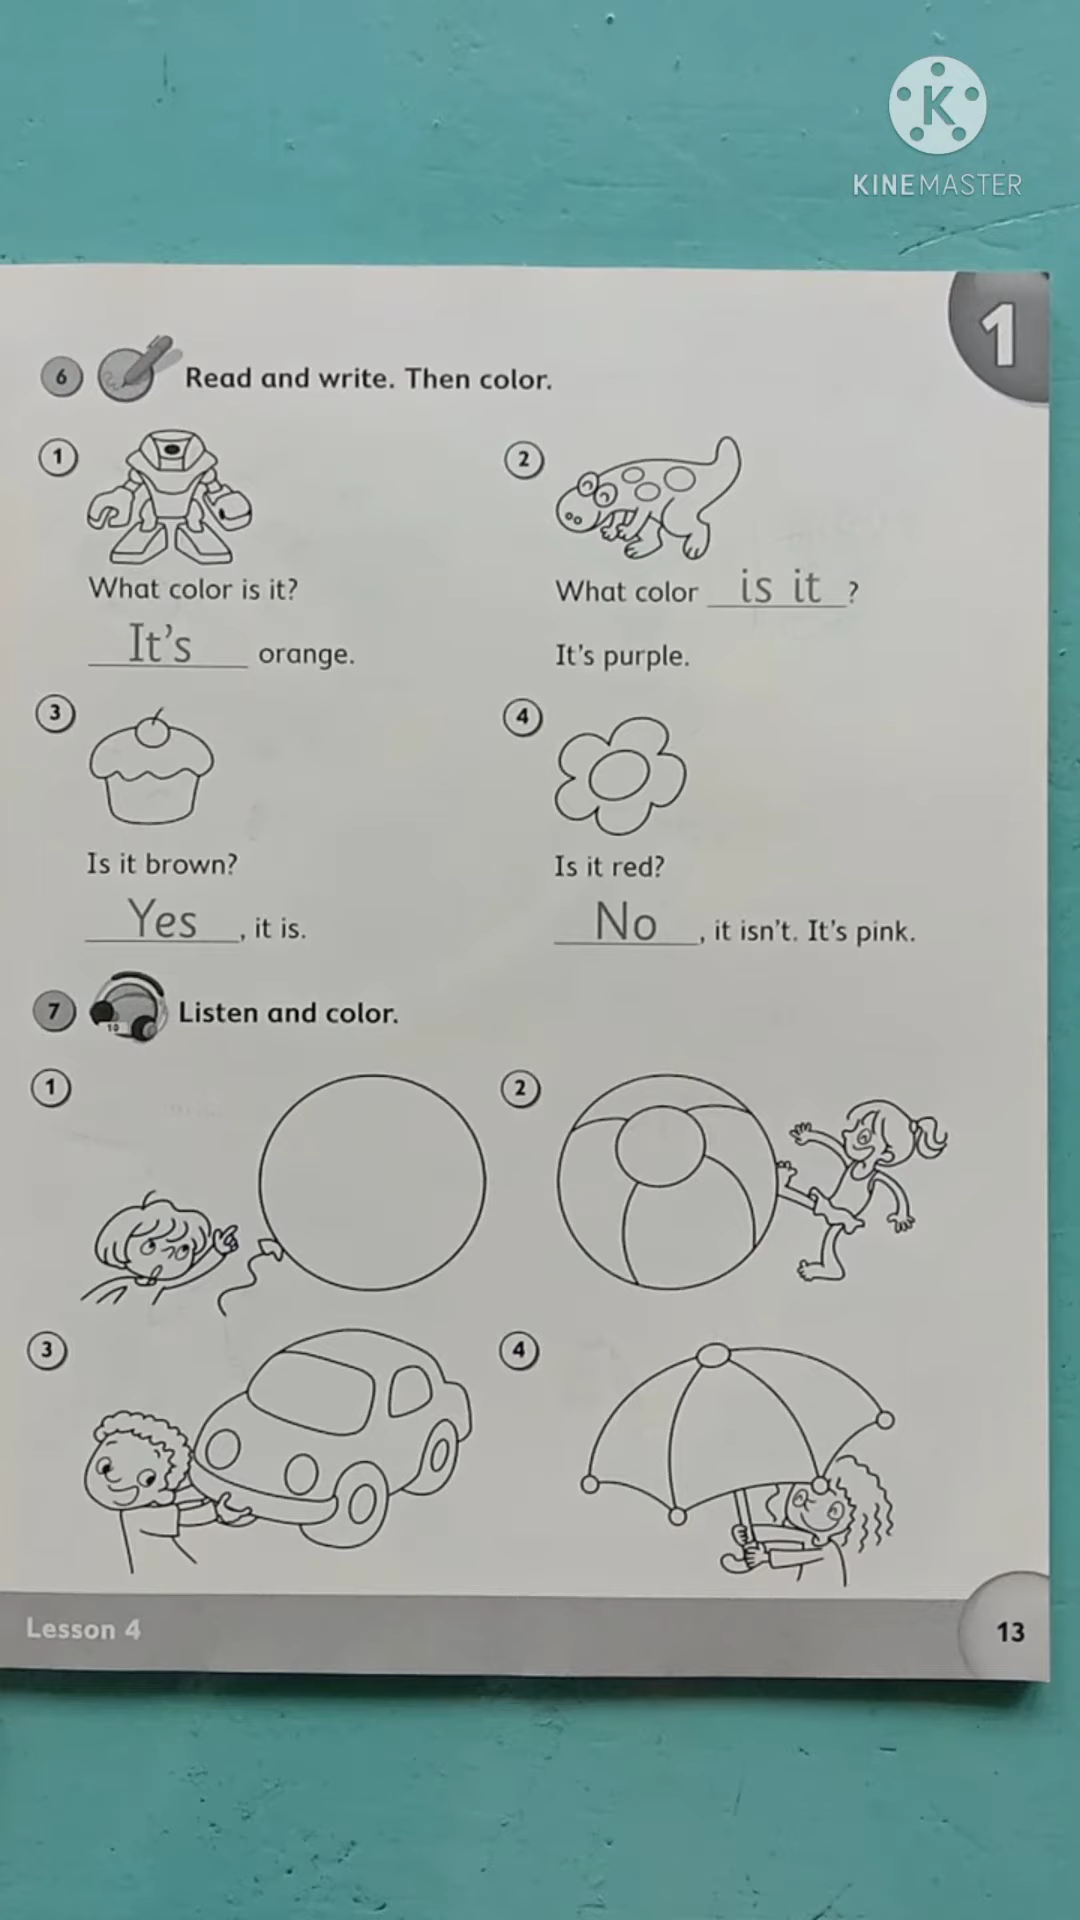 K
KINEMASTER
1
6 Read and write. Then color.
1
What color is it?
It's orange.
2
What color is it ?
It's purple.
3
Is it brown?
Yes , it is.
4
Is it red?
No , it isn't. It's pink.
7 10 Listen and color.
1
2
3
4
Lesson 4
13